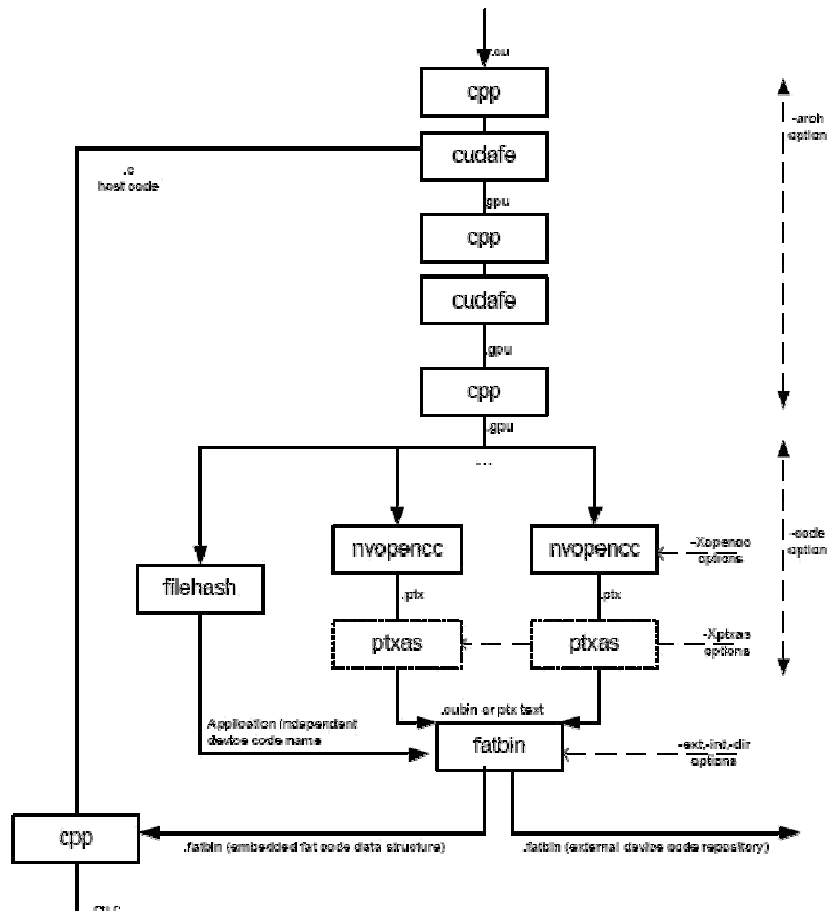 .cu
cpp
-arch
option
cudafe
.c
host code
.gpu
cpp
cudafe
.gpu
cpp
.gpu
...
nvopencc
nvopencc
-Xopencc
options
-code
option
filehash
.ptx
.ptx
ptxas
ptxas
-Xptxas
options
.cubin or ptx text
Application independent
device code name
fatbin
-ext,-int,-dir
options
cpp
.fatbin (embedded fat code data structure)
.fatbin (external device code repository)